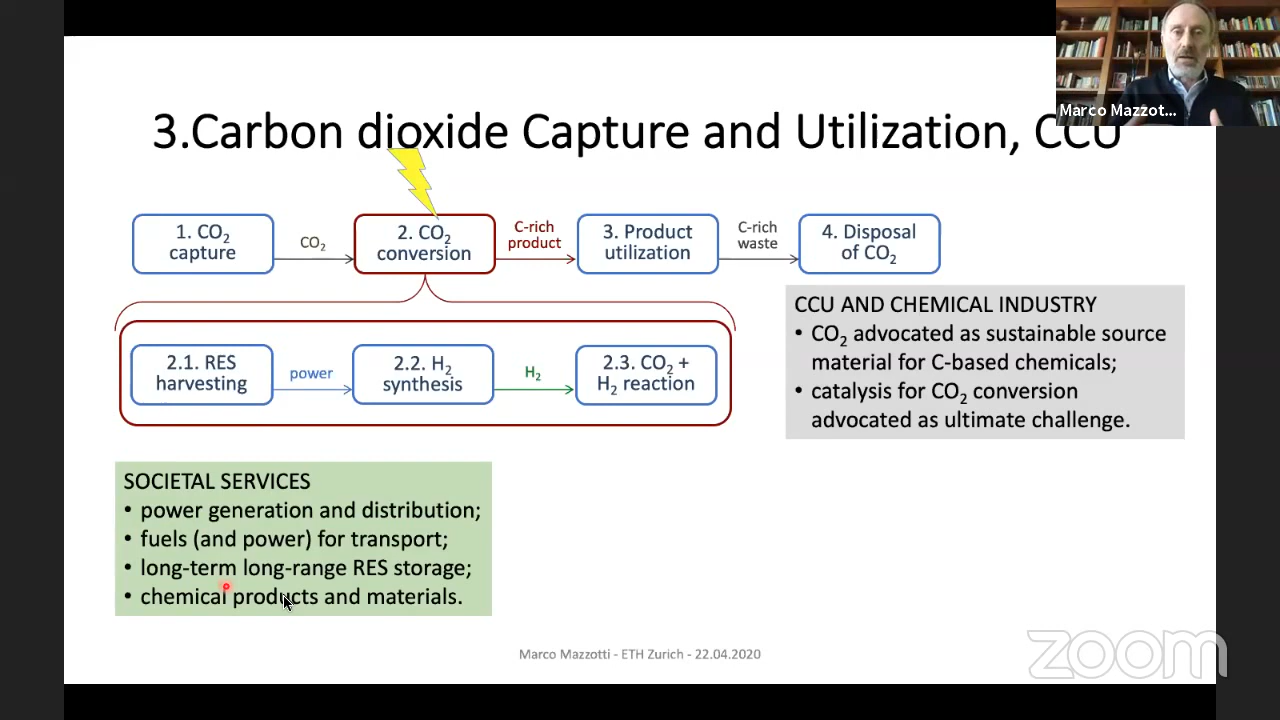 Marco Mazzot...
3.Carbon dioxide Capture and Utilization, CCU
1. CO₂
capture
CO₂
2. CO₂
conversion
C-rich
product
3. Product
utilization
C-rich
waste
4. Disposal
of CO₂
2.1. RES
harvesting
power
2.2. H₂
synthesis
H₂
2.3. CO₂ +
H₂ reaction
CCU AND CHEMICAL INDUSTRY
• CO₂ advocated as sustainable source
material for C-based chemicals;
• catalysis for CO₂ conversion
advocated as ultimate challenge.
SOCIETAL SERVICES
• power generation and distribution;
• fuels (and power) for transport;
• long-term long-range RES storage;
• chemical products and materials.
Marco Mazzotti - ETH Zurich - 22.04.2020
zoom